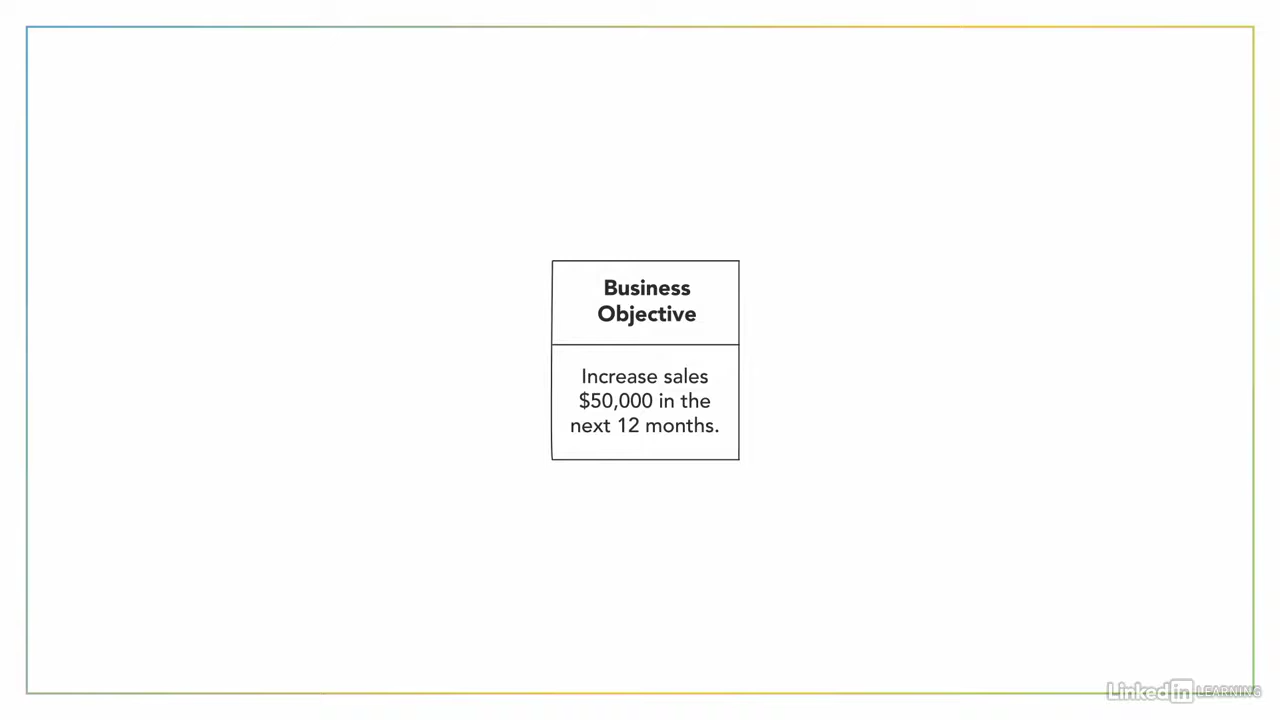 Business
Objective
Increase sales
$50,000 in the
next 12 months.
LinkedIn LEARNING